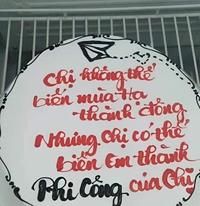 Chị không thể
biến mùa Hạ
thành đông
Nhưng Chị có thể
biến Em thành
Phi Công của Chị